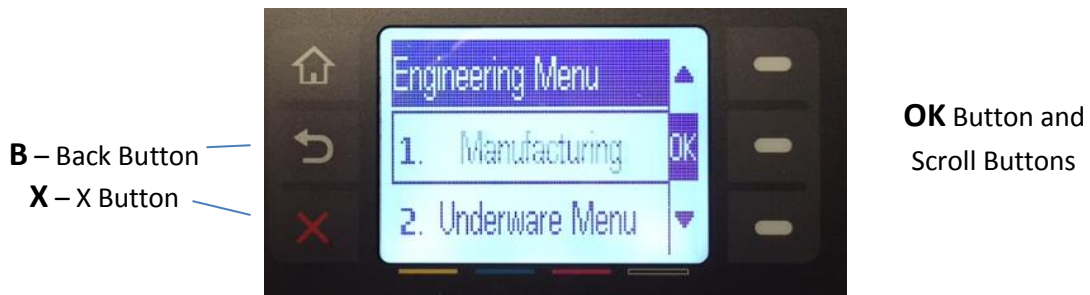 B – Back Button
X – X Button
Engineering Menu
1. Manufacturing
OK
2. Underware Menu
OK Button and
Scroll Buttons